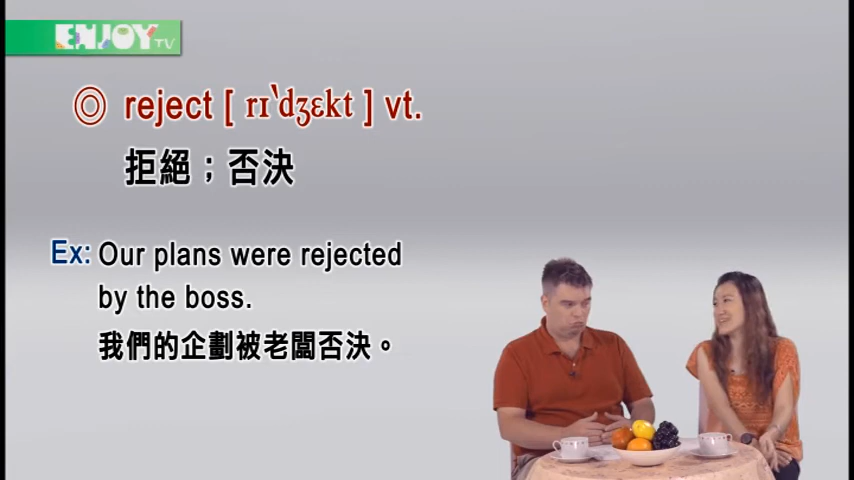 ENJOY TV
◎ reject [ rɪˋdʒɛkt ] vt.
拒絕；否決
Ex: Our plans were rejected
by the boss.
我們的企劃被老闆否決。